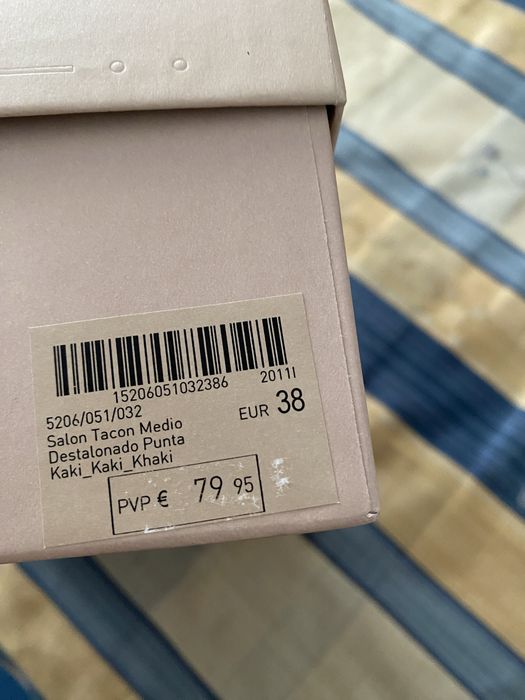 15206051032386 2011I
5206/051/032
EUR 38
Salon Tacon Medio
Destalonado Punta
Kaki_Kaki_Khaki
PVP € 79 95